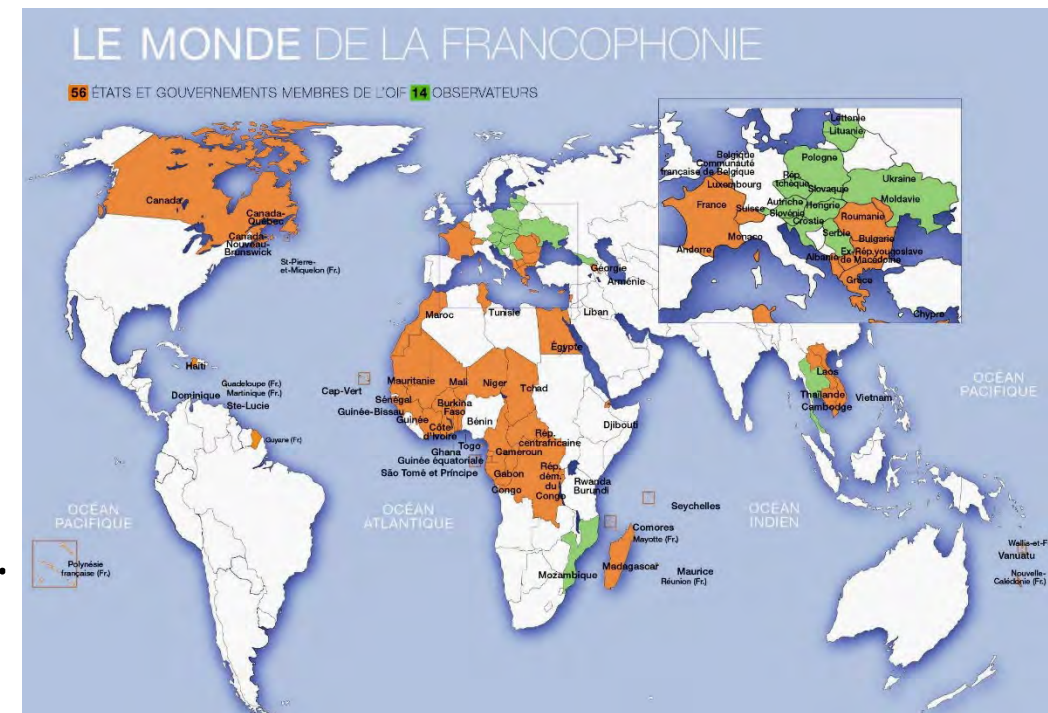 LE MONDE DE LA FRANCOPHONIE
56 ÉTATS ET GOUVERNEMENTS MEMBRES DE L'OIF 14 OBSERVATEURS
Canada
Canada-
Québec
Canada-
Nouveau-
Brunswick
St-Pierre-
et-Miquelon (Fr.)
Haïti
Dominique
Guadeloupe (Fr.)
Martinique (Fr.)
Ste-Lucie
Guyane (Fr.)
OCÉAN
PACIFIQUE
Polynésie
française (Fr.)
OCÉAN
ATLANTIQUE
Cap-Vert
Maroc
Tunisie
Égypte
Liban
Géorgie
Arménie
Mauritanie
Mali
Niger
Tchad
Sénégal
Guinée-Bissau
Guinée
Burkina
Faso
Côte
d'Ivoire
Bénin
Togo
Ghana
Guinée équatoriale
São Tomé et Príncipe
Cameroun
Rép.
centrafricaine
Gabon
Congo
Rép.
dém.
du
Congo
Djibouti
Rwanda
Burundi
Seychelles
Comores
Mayotte (Fr.)
Mozambique
Madagascar
Maurice
Réunion (Fr.)
OCÉAN
INDIEN
Laos
Thaïlande
Cambodge
Vietnam
OCÉAN
PACIFIQUE
Wallis-et-F
Vanuatu
Nouvelle-
Calédonie (Fr.)
Lettonie
Lituanie
Pologne
Belgique
Communauté
française de Belgique
Luxembourg
Rép.
tchèque
Slovaquie
Ukraine
Moldavie
France
Suisse
Autriche
Hongrie
Slovénie
Croatie
Roumanie
Serbie
Bulgarie
Monaco
Andorre
Albanie
Ex-Rép.yougoslave
de Macédoine
Grèce
Chypre